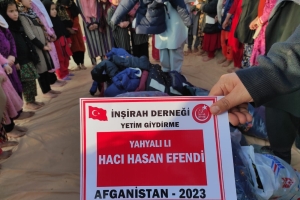 İNŞİRAH DERNEĞİ
YETİM GİYDİRME
YAHYALI LI
HACI HASAN EFENDİ
AFGANİSTAN - 2023